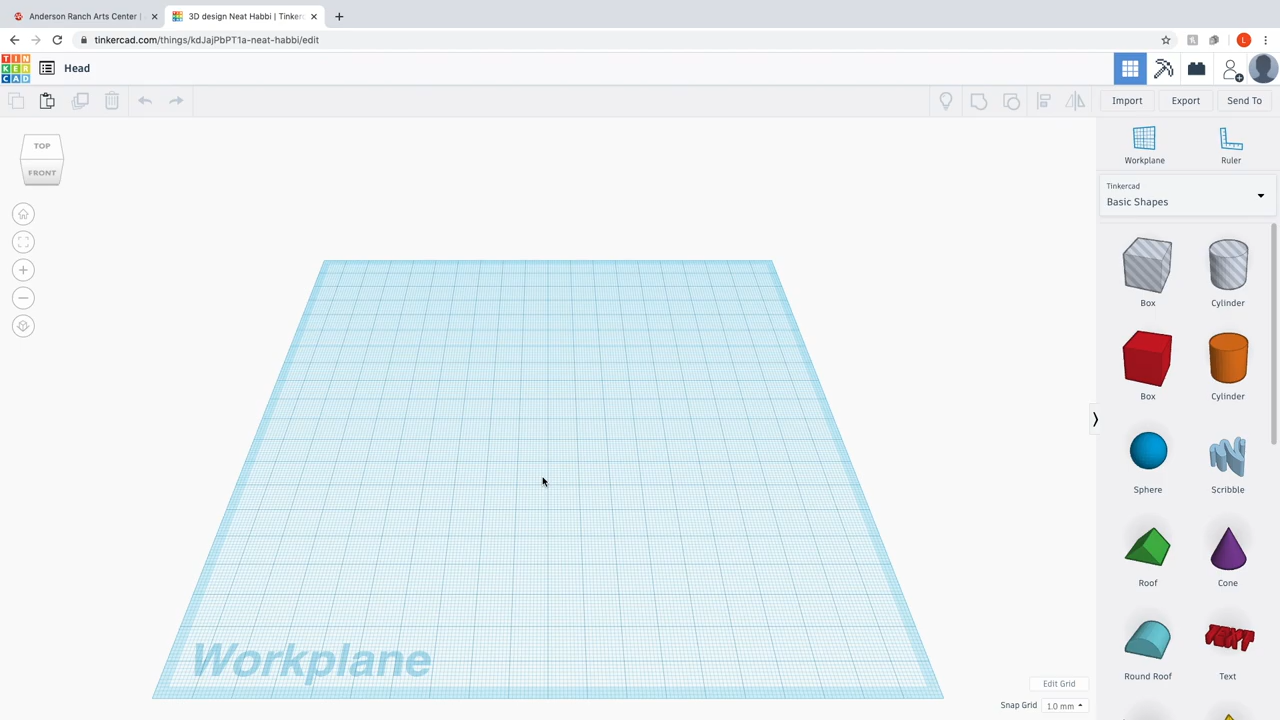 Anderson Ranch Arts Center |
3D design Neat Habbi | Tinker
tinkercad.com/things/kdJajPbPT1a-neat-habbi/edit
L
TIN
KER
CAD
Head
Import
Export
Send To
TOP
FRONT
Workplane
Ruler
Tinkercad
Basic Shapes
Box
Cylinder
Box
Cylinder
Sphere
Scribble
Roof
Cone
Round Roof
TEXT
Text
Workplane
Edit Grid
Snap Grid
1.0 mm